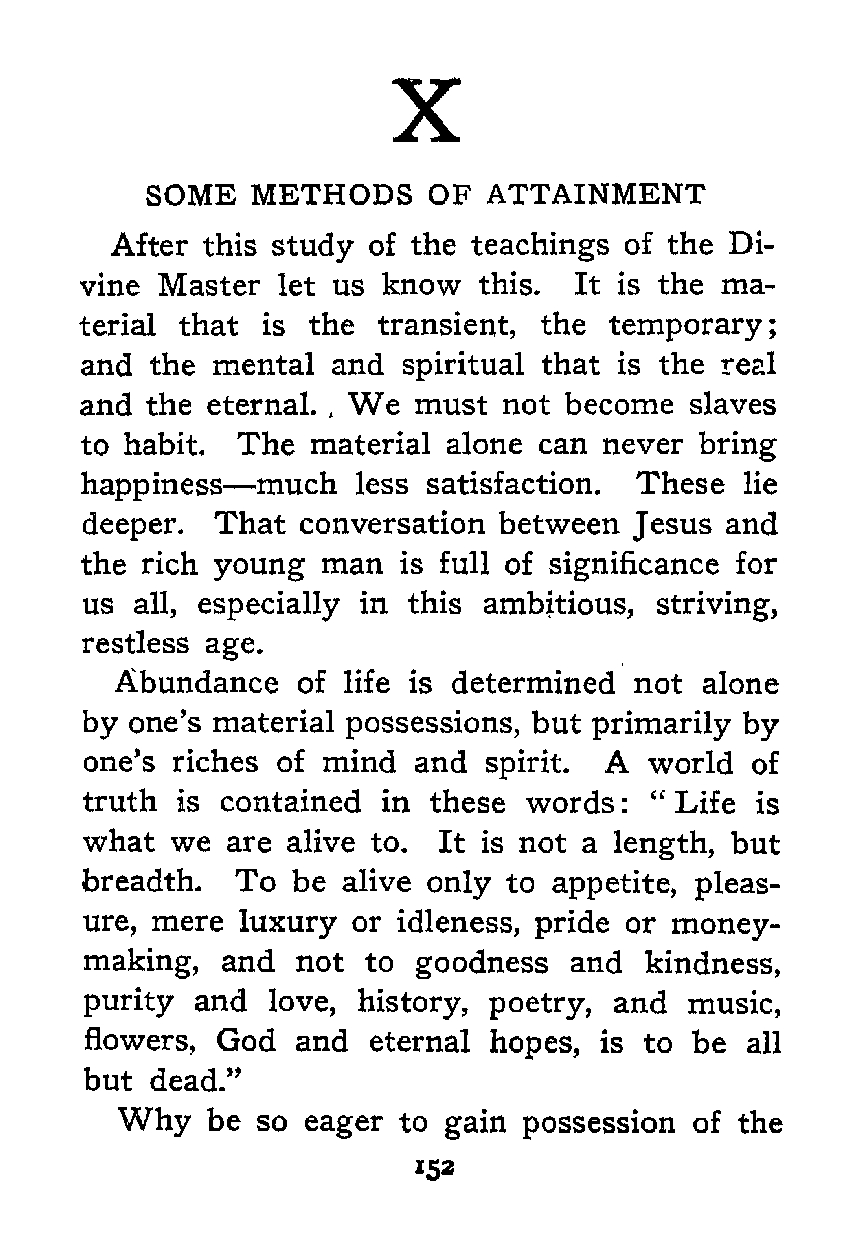 X
SOME METHODS OF ATTAINMENT
After this study of the teachings of the Di-
vine Master let us know this. It is the ma-
terial that is the transient, the temporary;
and the mental and spiritual that is the real
and the eternal. We must not become slaves
to habit. The material alone can never bring
happiness—much less satisfaction. These lie
deeper. That conversation between Jesus and
the rich young man is full of significance for
us all, especially in this ambitious, striving,
restless age.
Abundance of life is determined not alone
by one's material possessions, but primarily by
one's riches of mind and spirit. A world of
truth is contained in these words: “ Life is
what we are alive to. It is not a length, but
breadth. To be alive only to appetite, pleas-
ure, mere luxury or idleness, pride or money-
making, and not to goodness and kindness,
purity and love, history, poetry, and music,
flowers, God and eternal hopes, is to be all
but dead.”
Why be so eager to gain possession of the
152